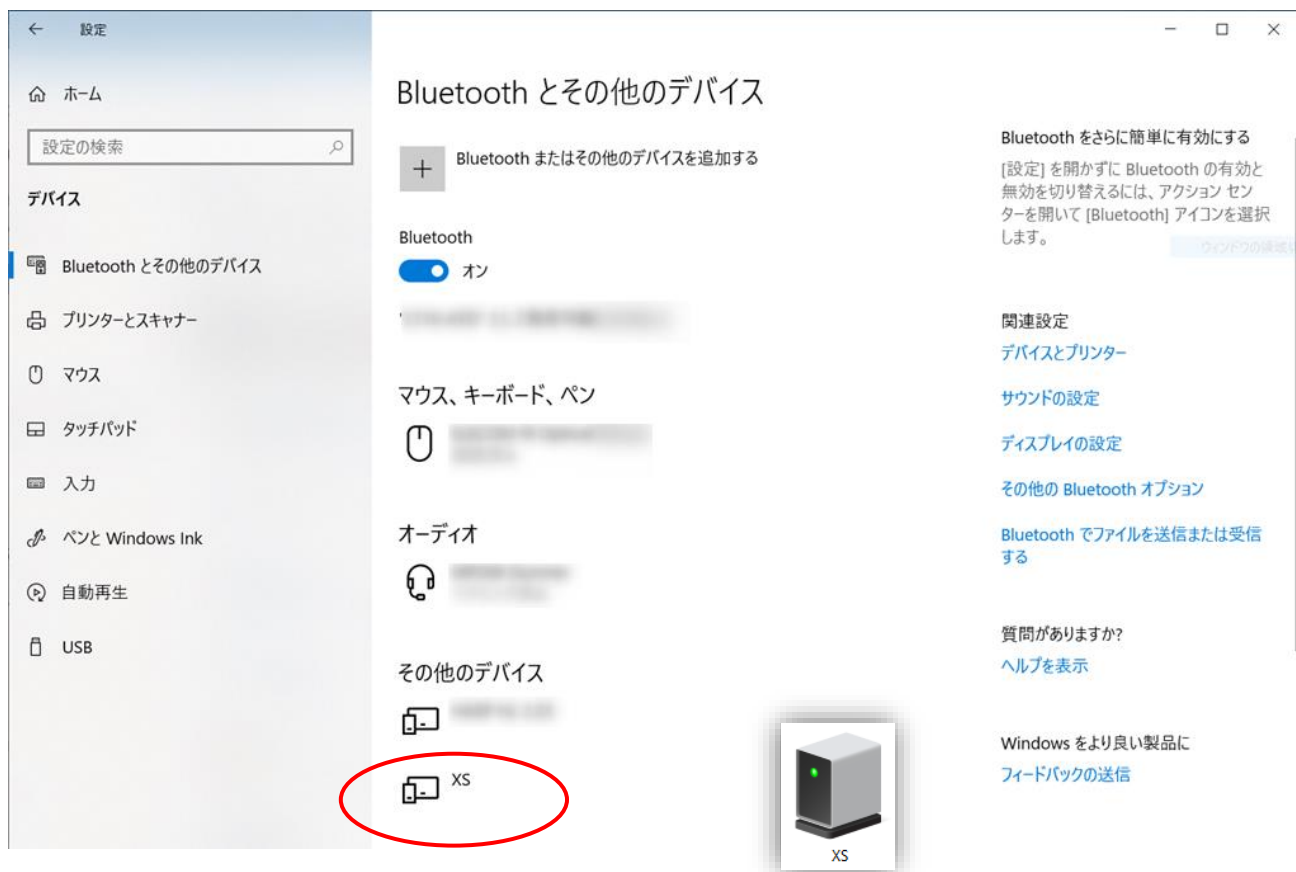 設定
ホーム
設定の検索
デバイス
Bluetooth とその他のデバイス
プリンターとスキャナー
マウス
タッチパッド
入力
ペンと Windows Ink
自動再生
USB
Bluetooth とその他のデバイス
Bluetooth またはその他のデバイスを追加する
Bluetooth
オン
マウス、キーボード、ペン
オーディオ
その他のデバイス
XS
XS
Bluetooth をさらに簡単に有効にする
[設定] を開かずに Bluetooth の有効と
無効を切り替えるには、アクション セン
ターを開いて [Bluetooth] アイコンを選択
します。
関連設定
デバイスとプリンター
サウンドの設定
ディスプレイの設定
その他の Bluetooth オプション
Bluetooth でファイルを送信または受信
する
質問がありますか?
ヘルプを表示
Windows をより良い製品に
フィードバックの送信